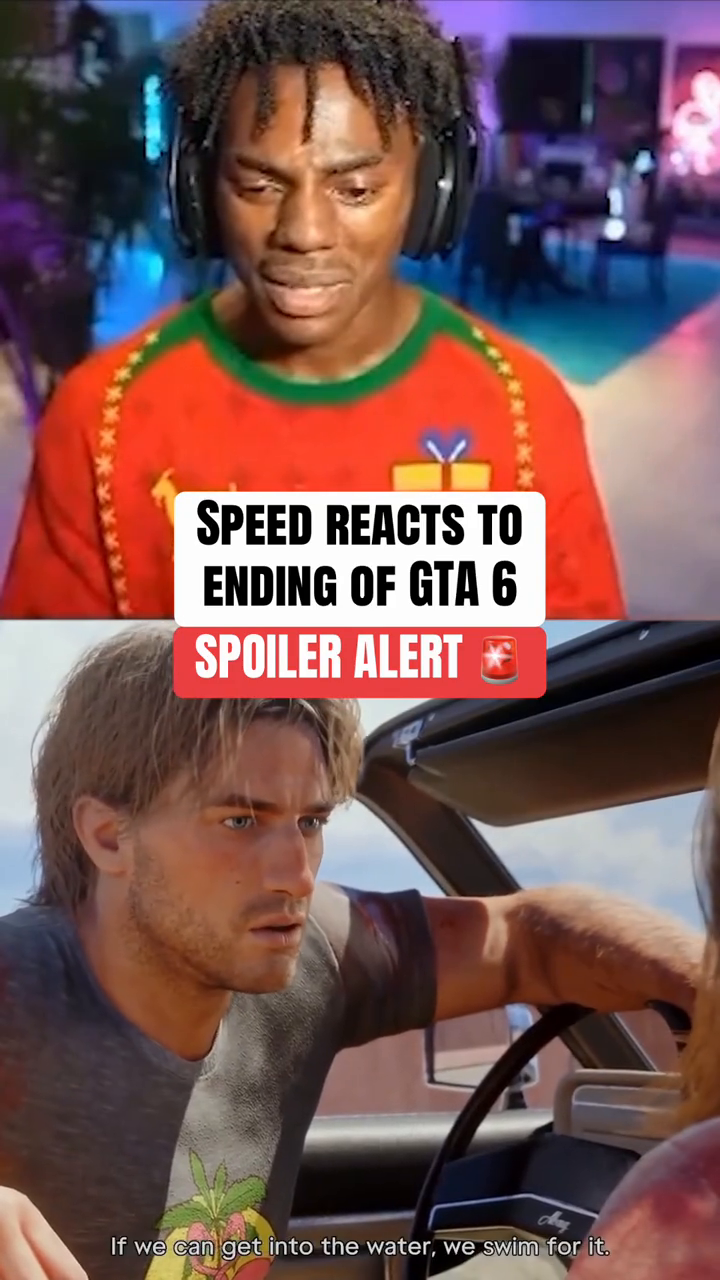 SPEED REACTS TO
ENDING OF GTA 6
SPOILER ALERT 🚨
If we can get into the water, we swim for it.